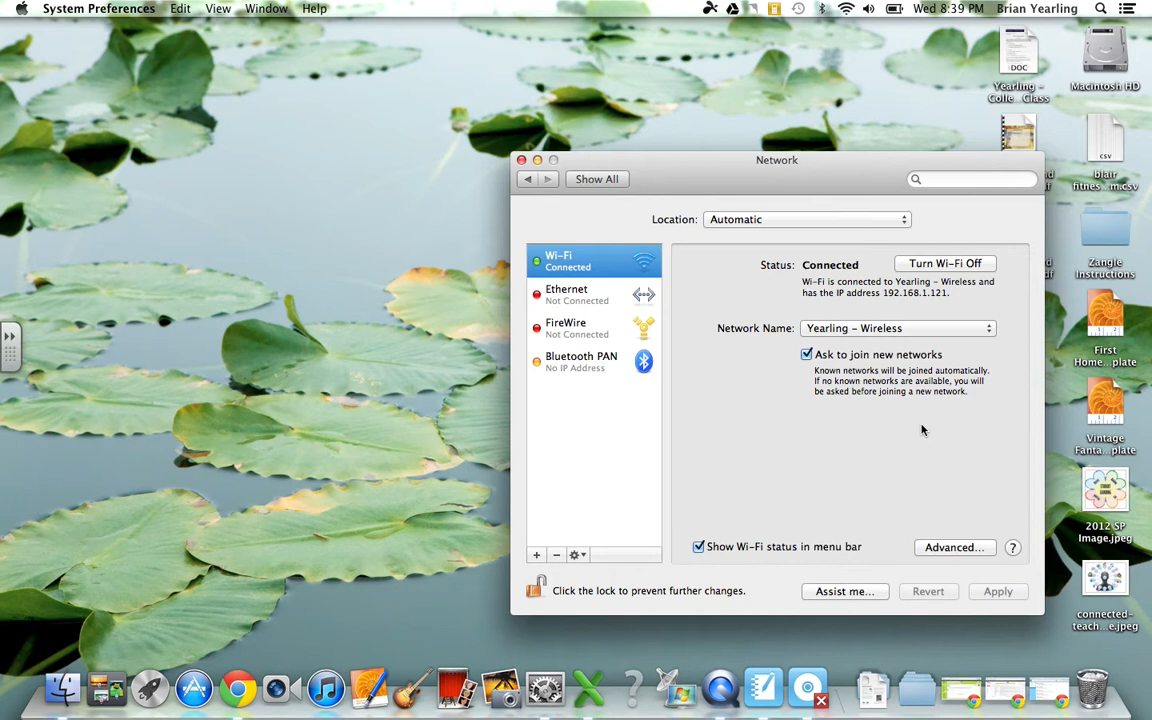 System Preferences Edit View Window Help
Wed 8:39 PM Brian Yearling
DOC
Yearling -
Colle...Class
Macintosh HD
CSV
blair
fitnes...m.csv
Zangle
Instructions
First
Home...plate
Vintage
Fanta...plate
2012 SP
Image.jpeg
connected-
teach...e.jpeg
Network
Show All
Location: Automatic
Wi-Fi
Connected
Ethernet
Not Connected
FireWire
Not Connected
Bluetooth PAN
No IP Address
Status: Connected
Turn Wi-Fi Off
Wi-Fi is connected to Yearling - Wireless and
has the IP address 192.168.1.121.
Network Name: Yearling - Wireless
Ask to join new networks
Known networks will be joined automatically.
If no known networks are available, you will
be asked before joining a new network.
Show Wi-Fi status in menu bar
Advanced...
?
Click the lock to prevent further changes.
Assist me...
Revert
Apply